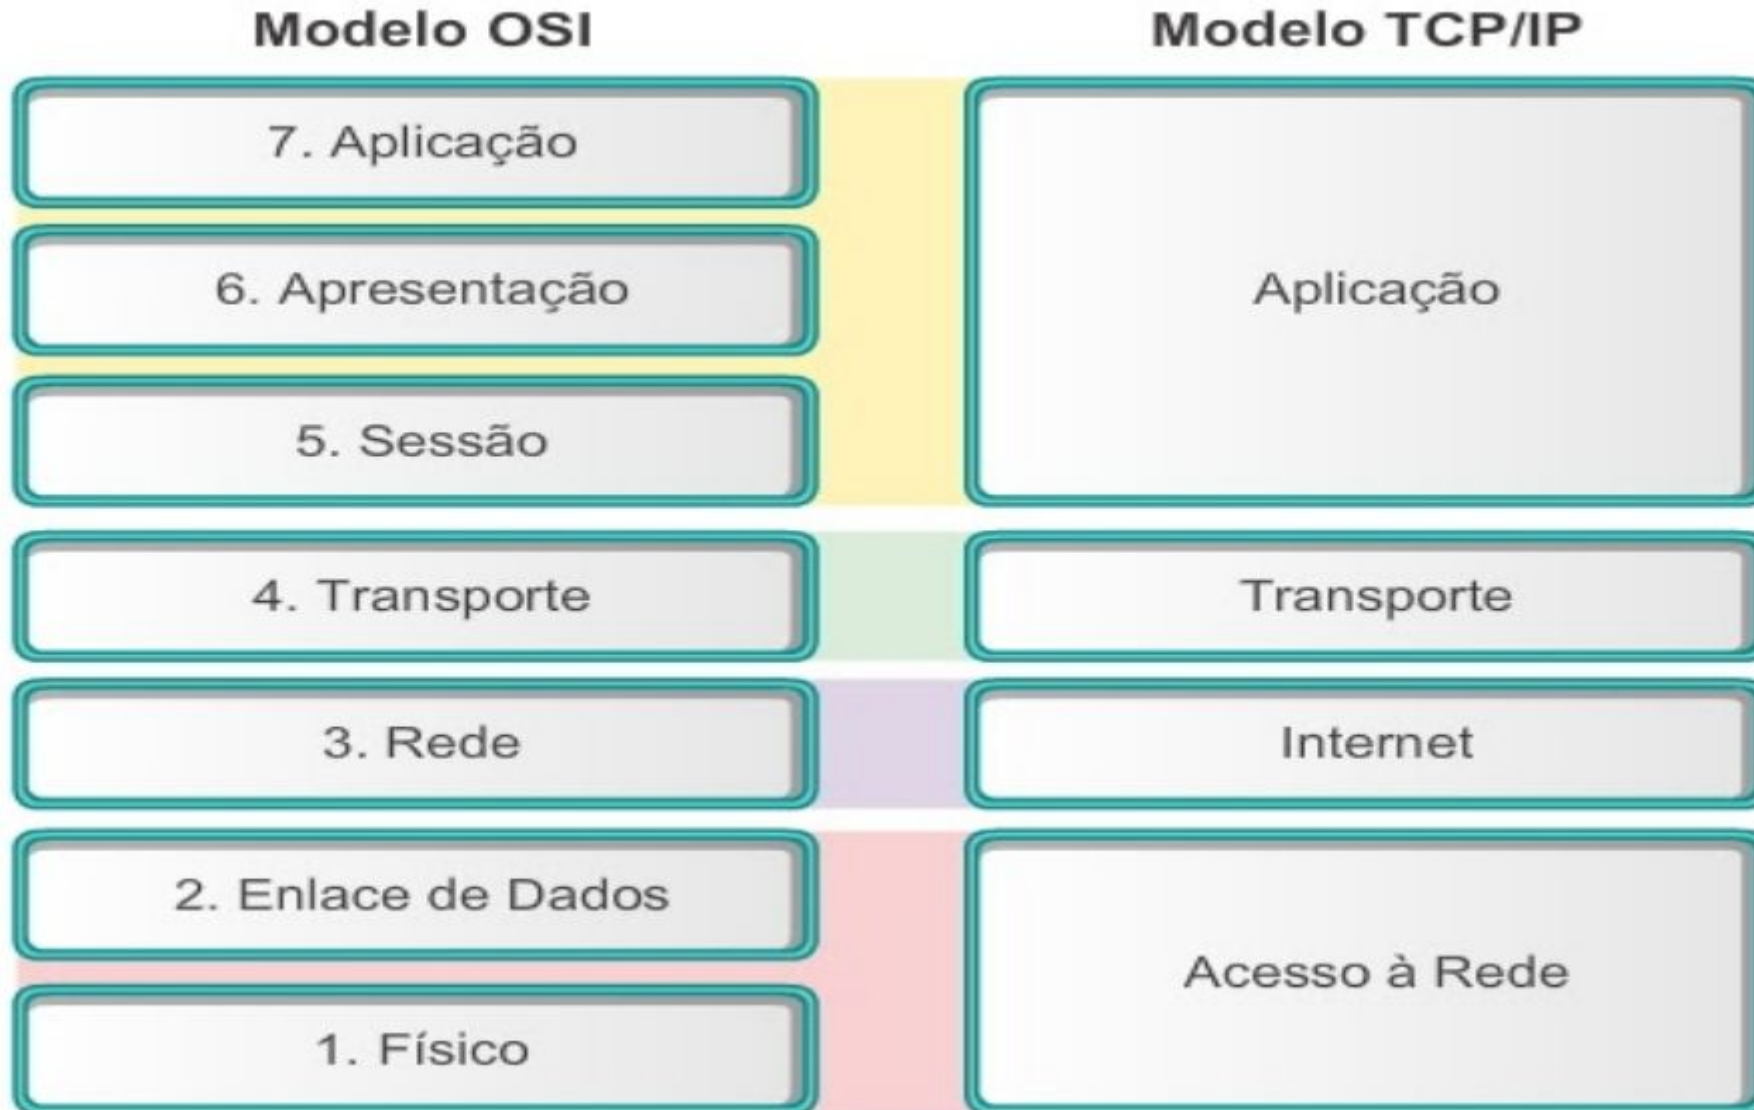 Modelo OSI
Modelo TCP/IP
7. Aplicação
6. Apresentação
5. Sessão
4. Transporte
3. Rede
2. Enlace de Dados
1. Físico
Aplicação
Transporte
Internet
Acesso à Rede